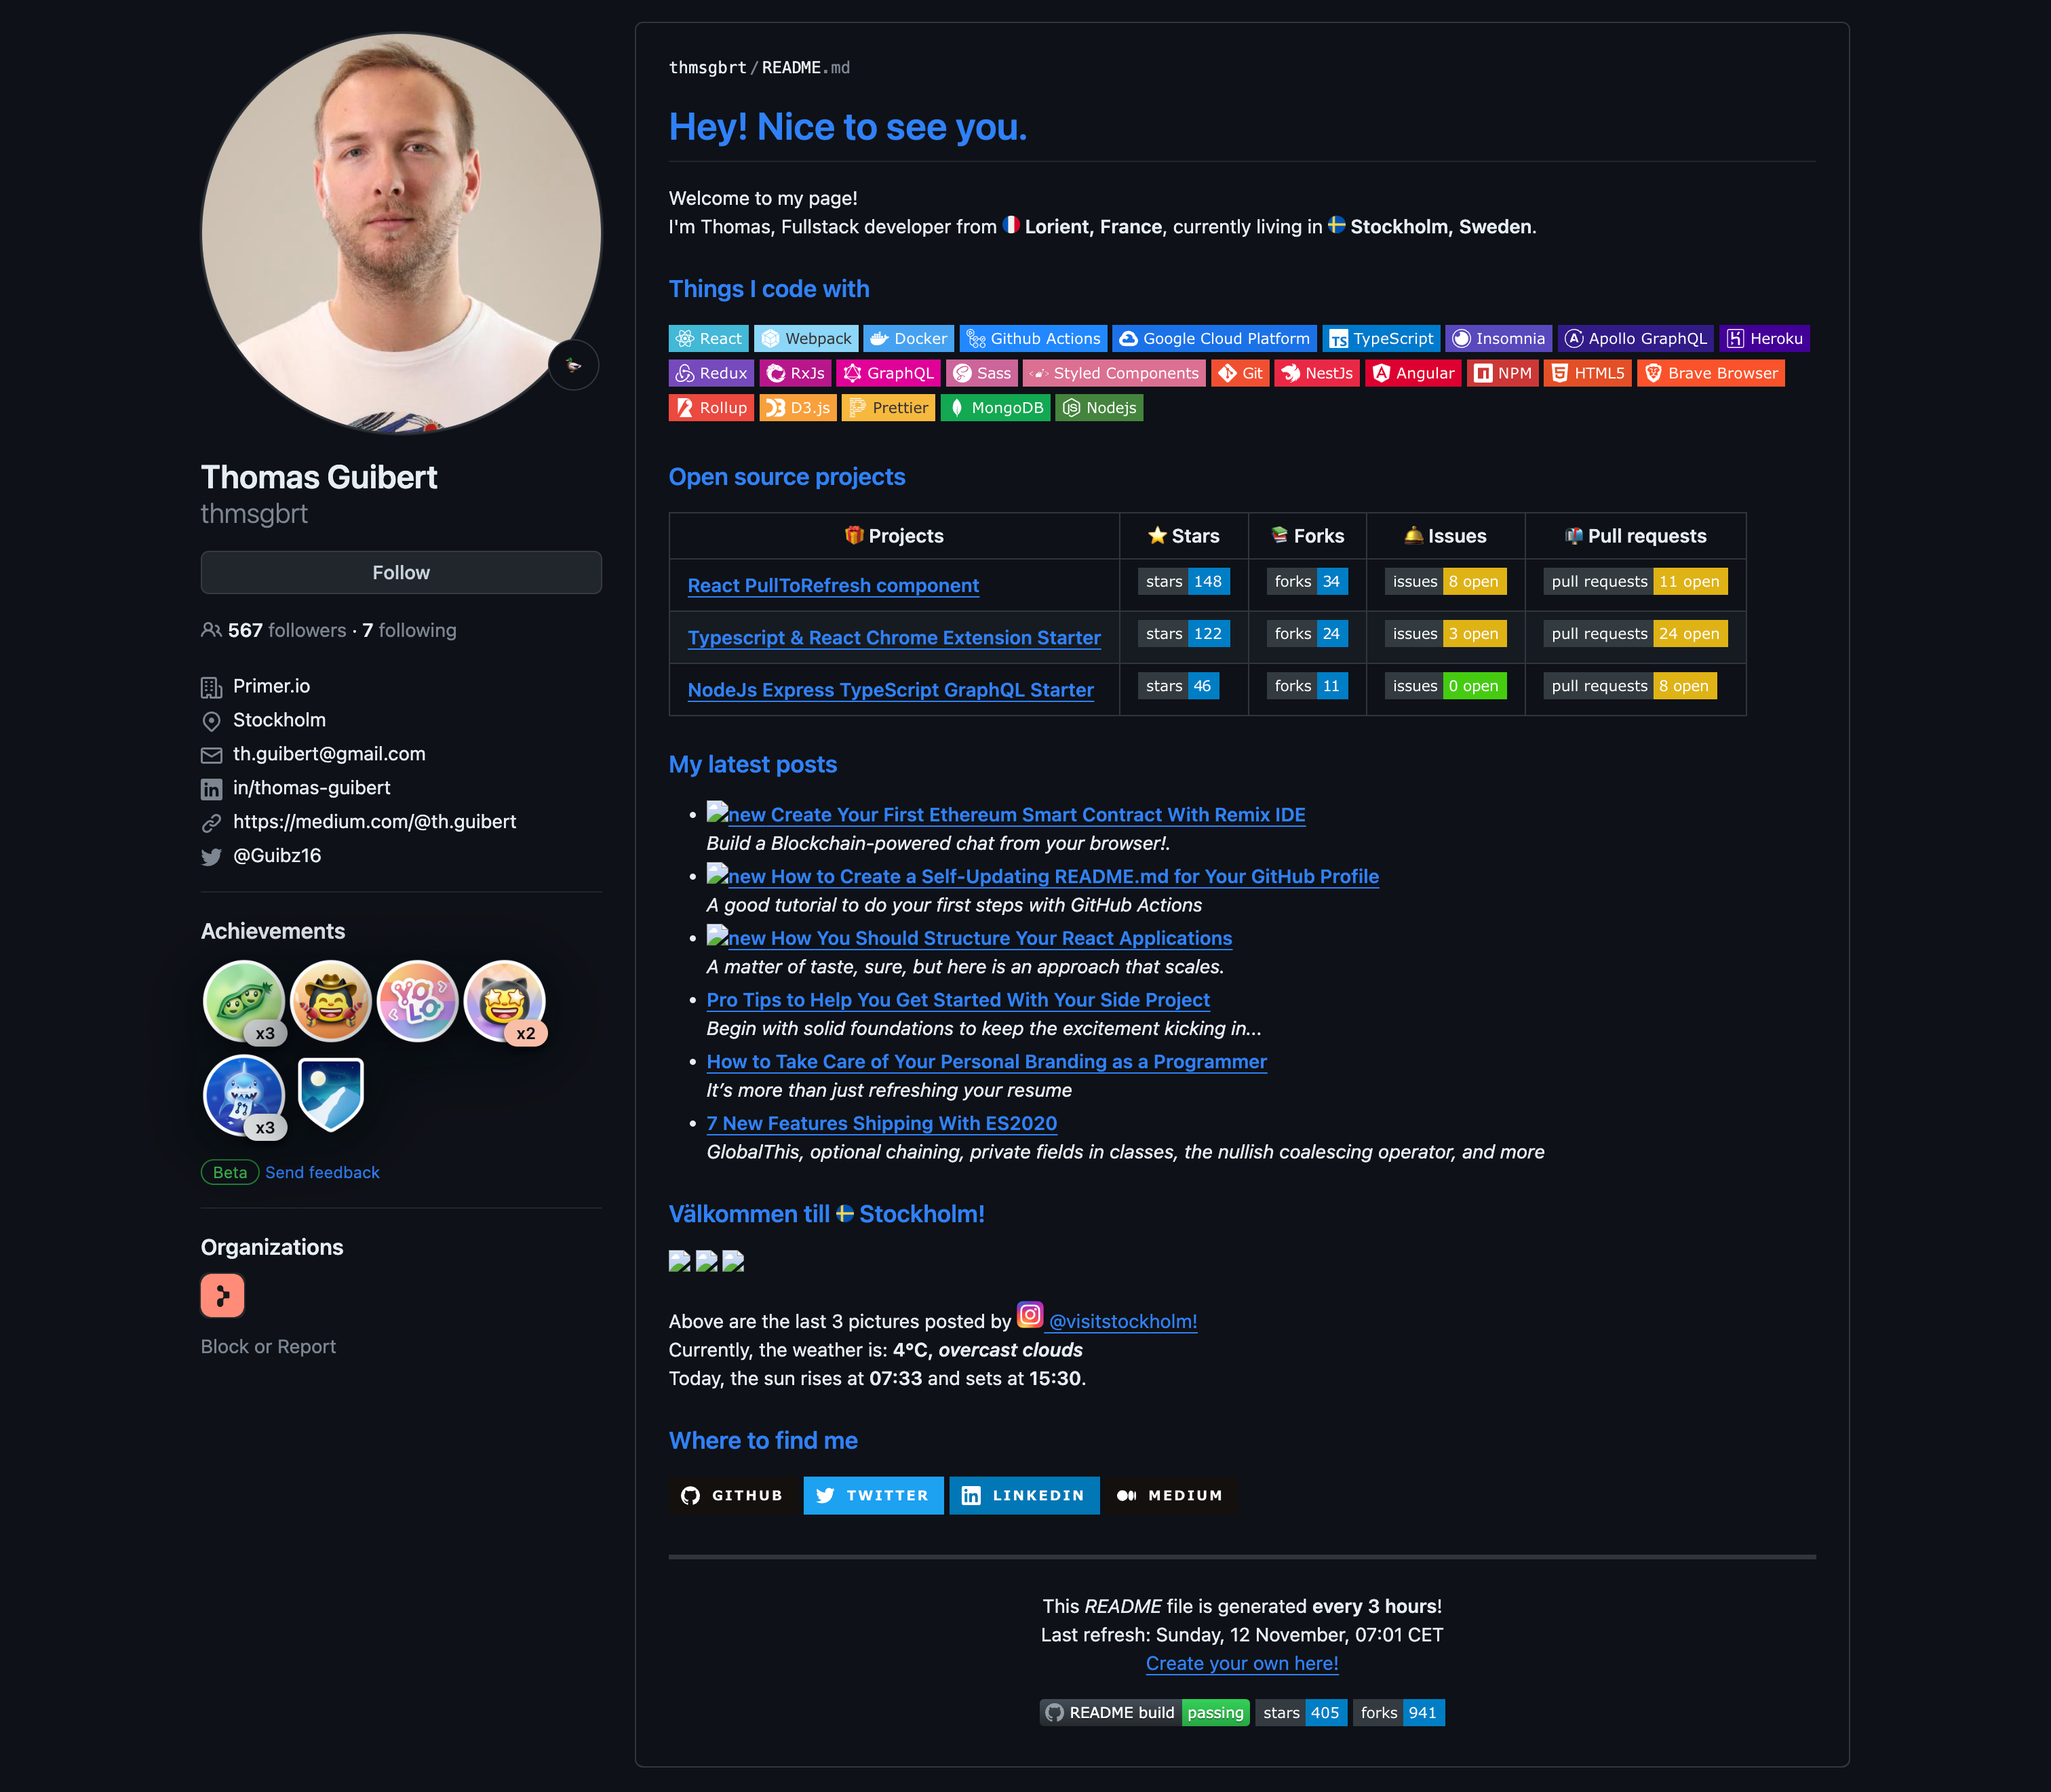 Thomas Guibert
thmsgbrt
Follow
567 followers · 7 following
Primer.io
Stockholm
th.guibert@gmail.com
in/thomas-guibert
https://medium.com/@th.guibert
@Guibz16
Achievements
x3
YOLO
x2
x3
Beta Send feedback
Organizations
Block or Report
thmsgbrt/README.md
Hey! Nice to see you.
Welcome to my page!
I'm Thomas, Fullstack developer from 🇫🇷 Lorient, France, currently living in 🇸🇪 Stockholm, Sweden.
Things I code with
React Webpack Docker Github Actions Google Cloud Platform TypeScript Insomnia Apollo GraphQL Heroku
Redux RxJs GraphQL Sass Styled Components Git NestJs Angular NPM HTML5 Brave Browser
Rollup D3.js Prettier MongoDB Nodejs
Open source projects
🎁 Projects ⭐ Stars 📚 Forks 🛎 Issues 📬 Pull requests
React PullToRefresh component stars 148 forks 34 issues 8 open pull requests 11 open
Typescript & React Chrome Extension Starter stars 122 forks 24 issues 3 open pull requests 24 open
NodeJs Express TypeScript GraphQL Starter stars 46 forks 11 issues 0 open pull requests 8 open
My latest posts
• new Create Your First Ethereum Smart Contract With Remix IDE
Build a Blockchain-powered chat from your browser!.
• new How to Create a Self-Updating README.md for Your GitHub Profile
A good tutorial to do your first steps with GitHub Actions
• new How You Should Structure Your React Applications
A matter of taste, sure, but here is an approach that scales.
• Pro Tips to Help You Get Started With Your Side Project
Begin with solid foundations to keep the excitement kicking in...
• How to Take Care of Your Personal Branding as a Programmer
It’s more than just refreshing your resume
• 7 New Features Shipping With ES2020
GlobalThis, optional chaining, private fields in classes, the nullish coalescing operator, and more
Välkommen till 🇸🇪 Stockholm!
Above are the last 3 pictures posted by @visitstockholm!
Currently, the weather is: 4°C, overcast clouds
Today, the sun rises at 07:33 and sets at 15:30.
Where to find me
GITHUB TWITTER LINKEDIN MEDIUM
This README file is generated every 3 hours!
Last refresh: Sunday, 12 November, 07:01 CET
Create your own here!
README build passing stars 405 forks 941